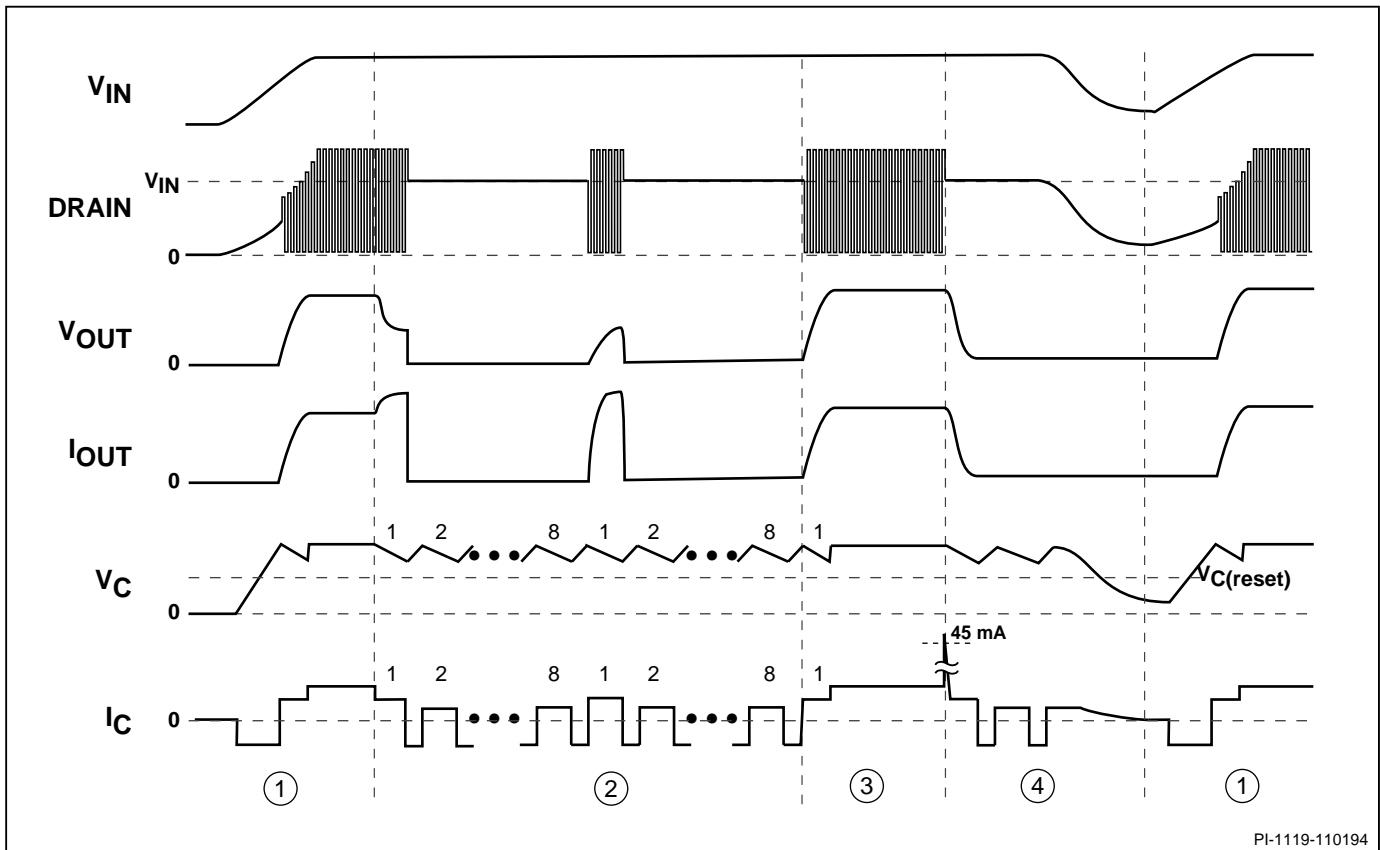 VIN
VIN
DRAIN
0
VOUT
0
IOUT
0
1 2 8 1 2 8 1
VC
VC(reset)
0
45 mA
1 2 8 1 2 8 1
IC
0
1 2 3 4 1
PI-1119-110194